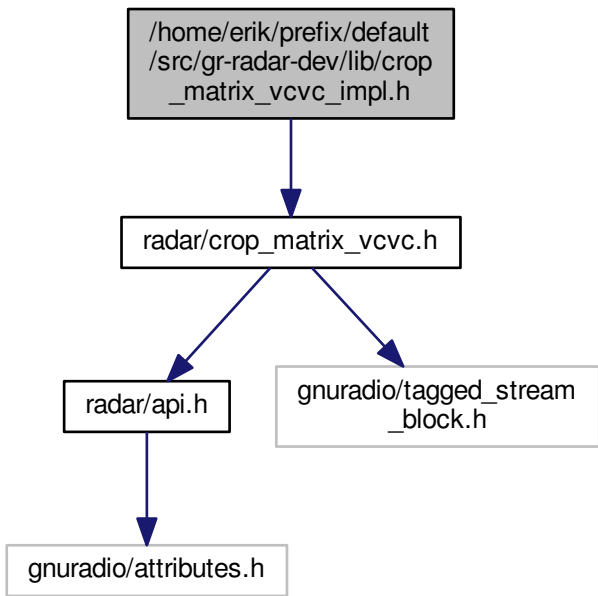 /home/erik/prefix/default
/src/gr-radar-dev/lib/crop
_matrix_vcvc_impl.h
radar/crop_matrix_vcvc.h
radar/api.h
gnuradio/tagged_stream
_block.h
gnuradio/attributes.h